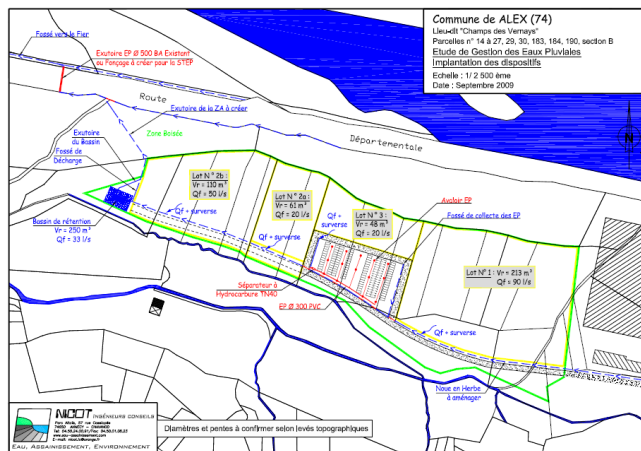 Commune de ALEX (74)
Lieu-dit "Champs des Vernays"
Parcelles n° 14 à 27, 29, 30, 183, 184, 190, section B
Etude de Gestion des Eaux Pluviales
Implantation des dispositifs
Echelle : 1/ 2 500 ème
Date : Septembre 2009
Fossé vers le Fier
Exutoire EP Ø 500 BA Existant
ou Fonçage à créer pour la STEP
Route
Départementale
Exutoire de la ZA à créer
N
Exutoire
du Bassin
Zone Boisée
Fossé de
Décharge
Lot N° 2b :
Vr = 110 m³
Qf = 50 l/s
Lot N° 2a :
Vr = 61 m³
Qf = 20 l/s
Qf + surverse
Lot N° 3 :
Vr = 48 m³
Qf = 20 l/s
Avaloir EP
Fossé de collecte des EP
Bassin de rétention
Vr = 250 m³
Qf = 33 l/s
Qf + surverse
Qf + surverse
Lot N° 1 : Vr = 213 m³
Qf = 90 l/s
Séparateur à
Hydrocarbure TN40
EP Ø 300 PVC
Qf + surverse
Noue en Herbe
à aménager
NICOT INGÉNIEURS CONSEILS
EAU, ASSAINISSEMENT, ENVIRONNEMENT
Diamètres et pentes à confirmer selon levés topographiques